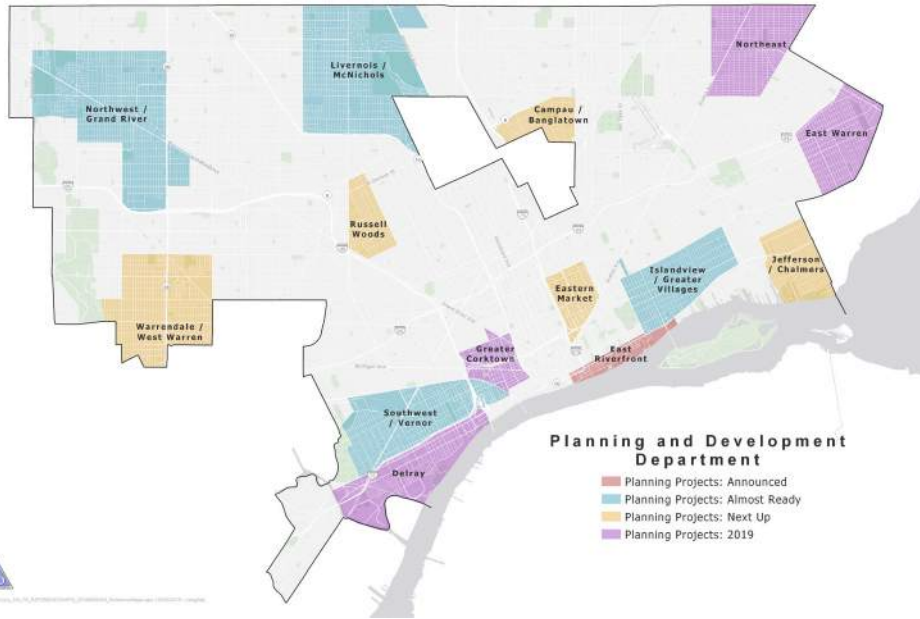 Northeast
Livernois /
McNichols
Northwest /
Grand River
Campau /
Banglatown
East Warren
Russell
Woods
Jefferson
/ Chalmers
Islandview
/ Greater
Villages
Eastern
Market
Warrendale /
West Warren
Greater
Corktown
East
Riverfront
Southwest
/ Vernor
Delray
Planning and Development
Department
Planning Projects: Announced
Planning Projects: Almost Ready
Planning Projects: Next Up
Planning Projects: 2019